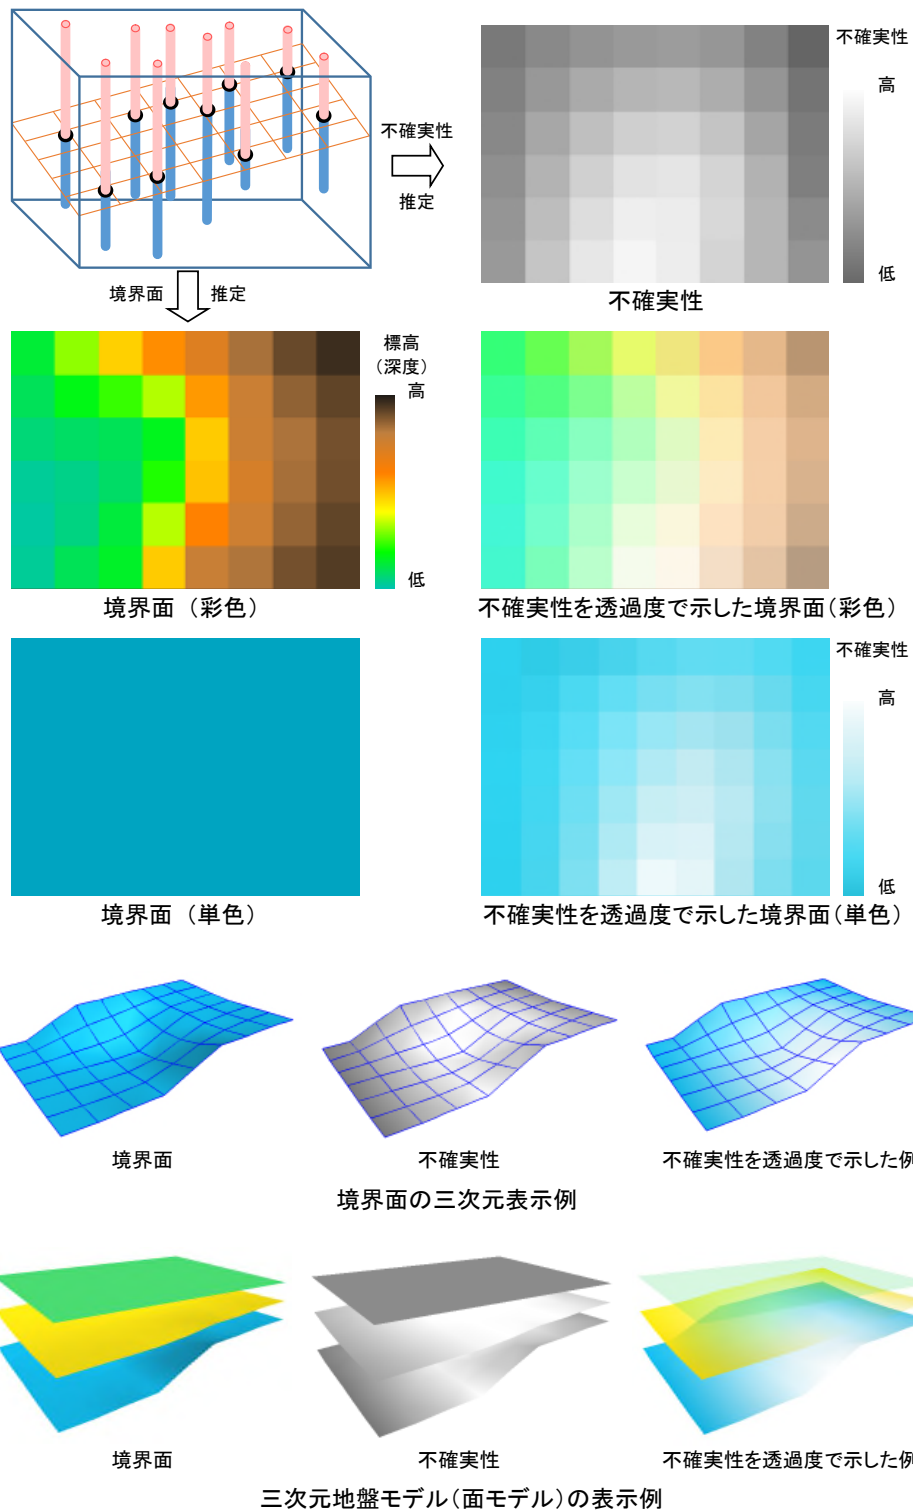 不確実性
推定
不確実性
高
低
不確実性
境界面
推定
標高
（深度）
高
低
境界面 （彩色）
不確実性を透過度で示した境界面（彩色）
不確実性
高
低
境界面 （単色）
不確実性を透過度で示した境界面（単色）
境界面
不確実性
不確実性を透過度で示した例
境界面の三次元表示例
境界面
不確実性
不確実性を透過度で示した例
三次元地盤モデル（面モデル）の表示例